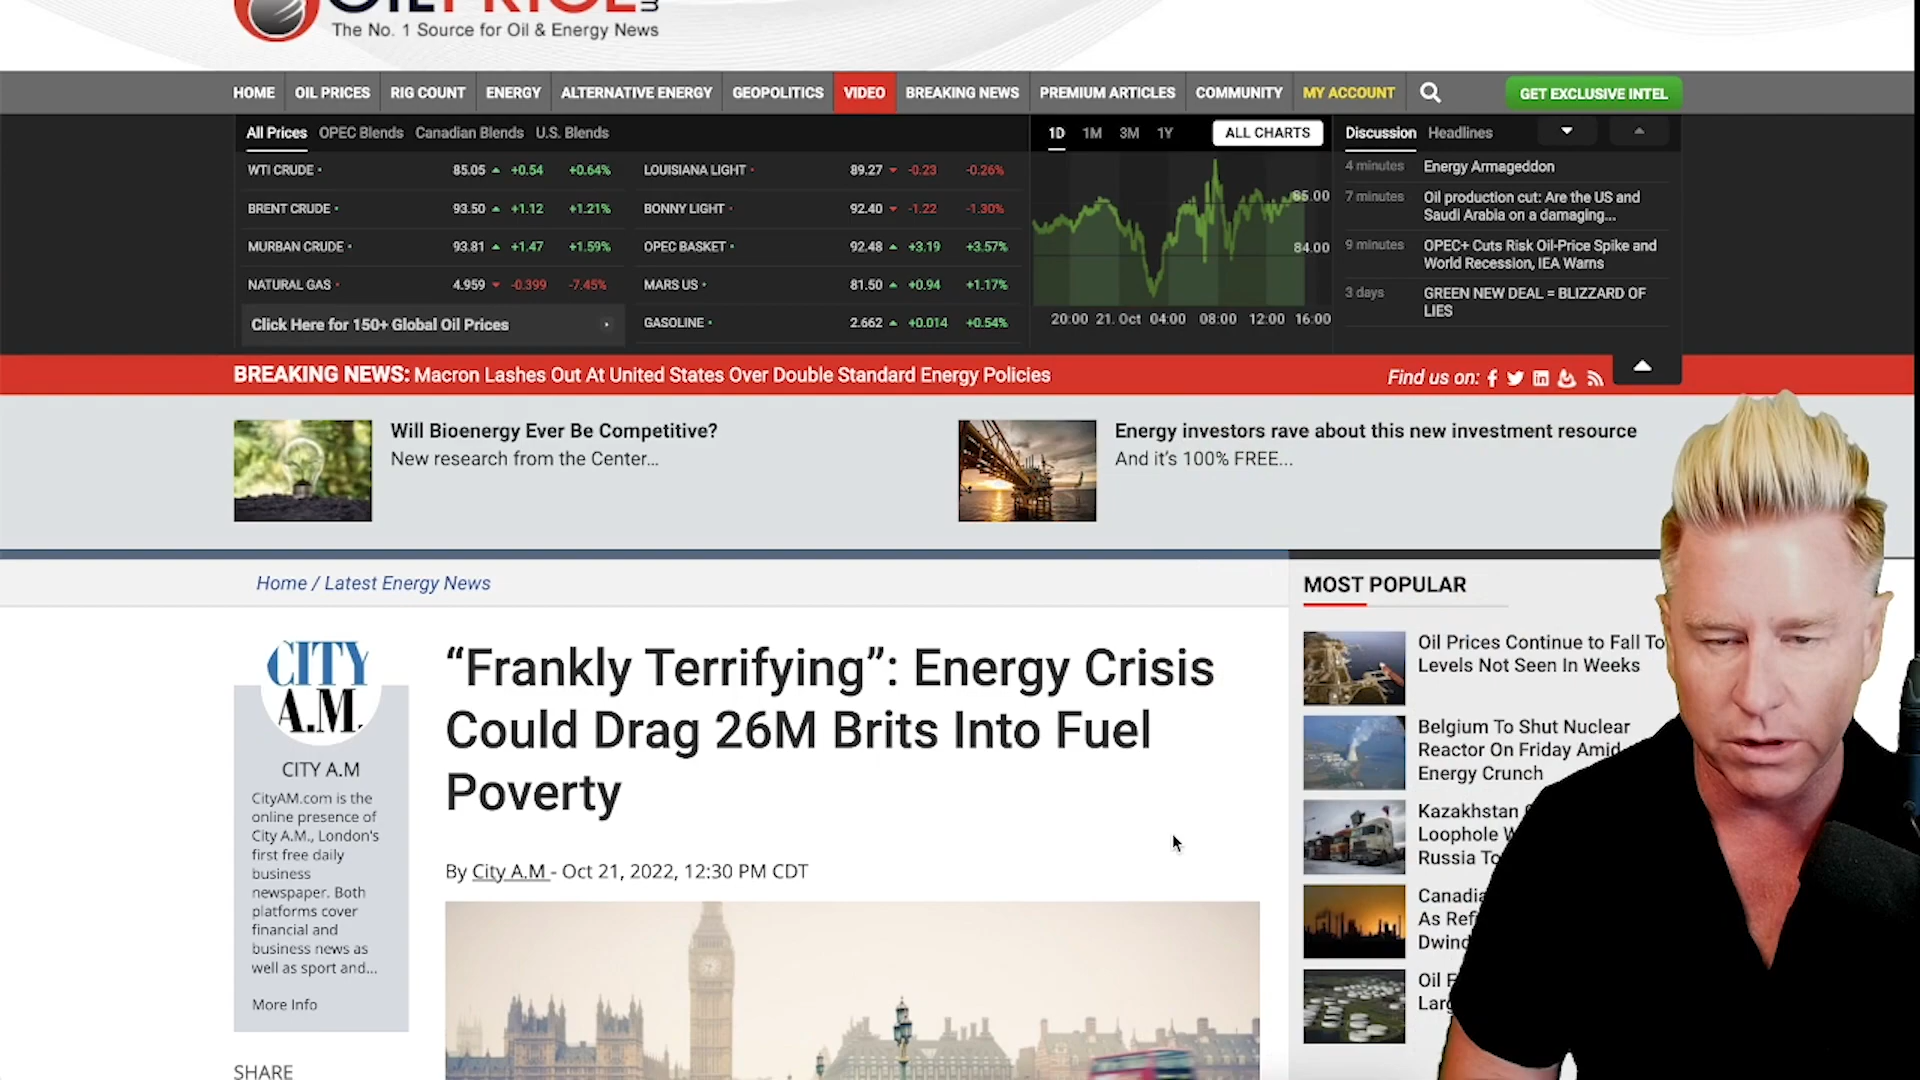 OILPRICE
The No. 1 Source for Oil & Energy News
HOME OIL PRICES RIG COUNT ENERGY ALTERNATIVE ENERGY GEOPOLITICS VIDEO BREAKING NEWS PREMIUM ARTICLES COMMUNITY MY ACCOUNT GET EXCLUSIVE INTEL
All Prices OPEC Blends Canadian Blends U.S. Blends
WTI CRUDE 85.05 +0.54 +0.64%
BRENT CRUDE 93.50 +1.12 +1.21%
MURBAN CRUDE 93.81 +1.47 +1.59%
NATURAL GAS 4.959 -0.399 -7.45%
Click Here for 150+ Global Oil Prices
LOUISIANA LIGHT 89.27 -0.23 -0.26%
BONNY LIGHT 92.40 -1.22 -1.30%
OPEC BASKET 92.48 +3.19 +3.57%
MARS US 81.50 +0.94 +1.17%
GASOLINE 2.662 +0.014 +0.54%
1D 1M 3M 1Y ALL CHARTS
85.00
84.00
20:00 21. Oct 04:00 08:00 12:00 16:00
Discussion Headlines
4 minutes Energy Armageddon
7 minutes Oil production cut: Are the US and
Saudi Arabia on a damaging...
9 minutes OPEC+ Cuts Risk Oil-Price Spike and
World Recession, IEA Warns
3 days GREEN NEW DEAL = BLIZZARD OF
LIES
BREAKING NEWS: Macron Lashes Out At United States Over Double Standard Energy Policies
Find us on:
Will Bioenergy Ever Be Competitive?
New research from the Center...
Energy investors rave about this new investment resource
And it's 100% FREE...
Home / Latest Energy News
CITY
A.M.
CITY A.M
CityAM.com is the
online presence of
City A.M., London's
first free daily
business
newspaper. Both
platforms cover
financial and
business news as
well as sport and...
More Info
SHARE
“Frankly Terrifying”: Energy Crisis
Could Drag 26M Brits Into Fuel
Poverty
By City A.M - Oct 21, 2022, 12:30 PM CDT
MOST POPULAR
Oil Prices Continue to Fall To
Levels Not Seen In Weeks
Belgium To Shut Nuclear
Reactor On Friday Amid
Energy Crunch
Kazakhstan
Loophole
Russia To
As
Oil